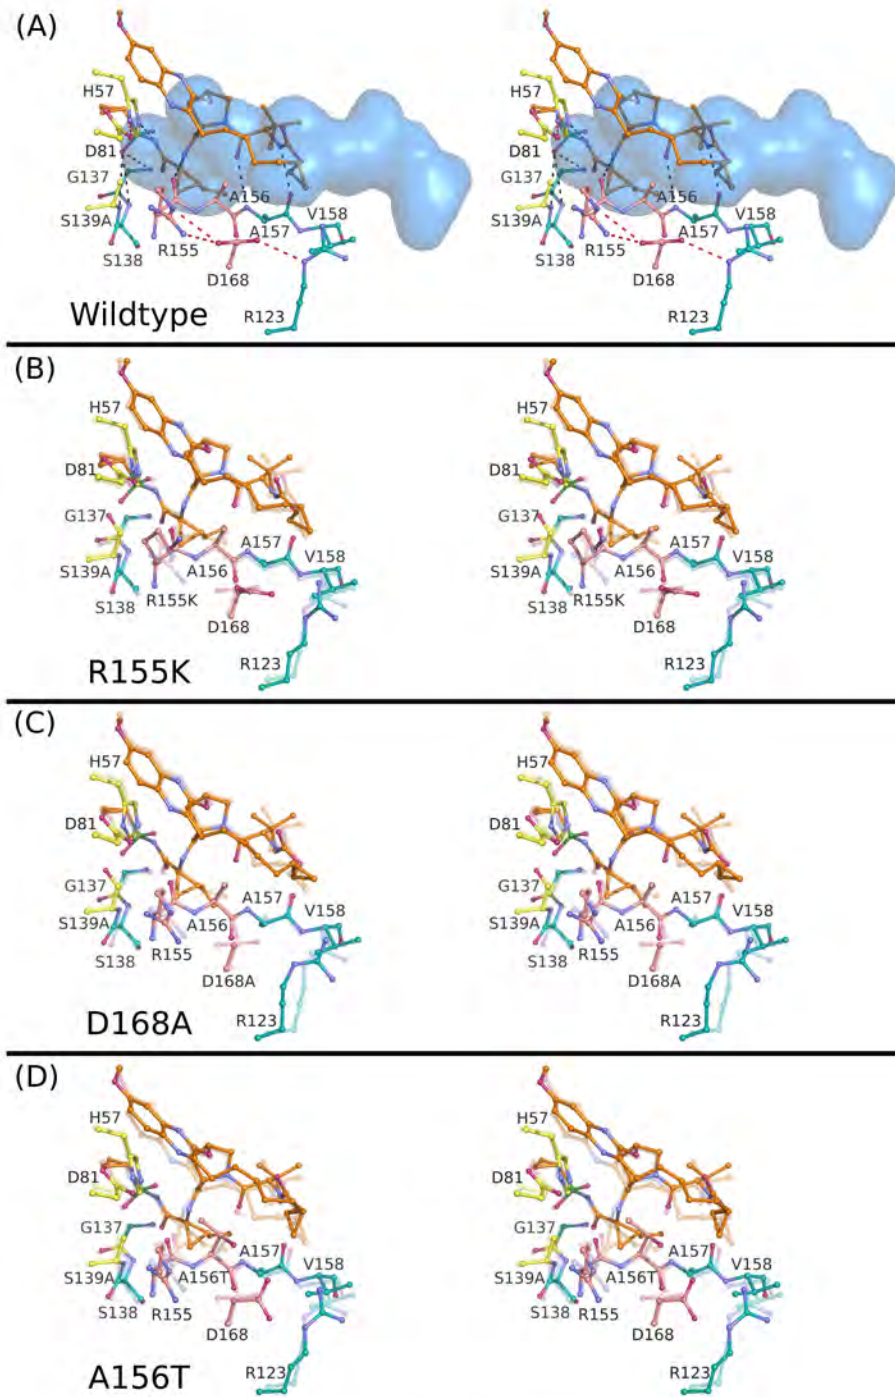 (A)
H57 H57
D81 D81
G137 G137
A156 A156
S139A V158 S139A V158
R155 A157 R155 A157
S138 D168 S138 D168
R123 R123
Wildtype
(B)
H57 H57
D81 D81
G137 A157 V158 G137 A157 V158
S139A A156 S139A A156
S138 R155K S138 R155K
D168 D168
R123 R123
R155K
(C)
H57 H57
D81 D81
G137 A157 G137 A157
S139A A156 V158 S139A A156 V158
S138 R155 S138 R155
D168A D168A
R123 R123
D168A
(D)
H57 H57
D81 D81
G137 A157 G137 A157
S139A A156T V158 S139A A156T V158
S138 R155 S138 R155
D168 D168
R123 R123
A156T